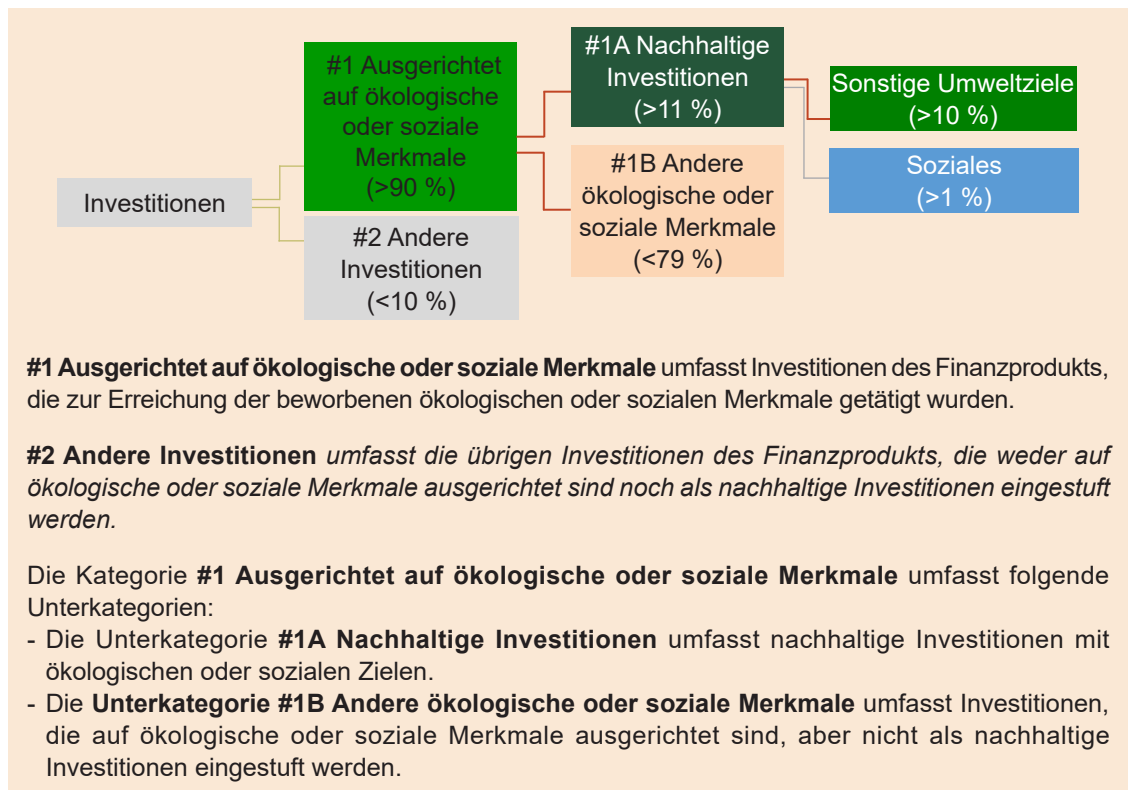 Investitionen
#1 Ausgerichtet
auf ökologische
oder soziale
Merkmale
(>90 %)
#2 Andere
Investitionen
(<10 %)
#1A Nachhaltige
Investitionen
(>11 %)
#1B Andere
ökologische oder
soziale Merkmale
(<79 %)
Sonstige Umweltziele
(>10 %)
Soziales
(>1 %)
#1 Ausgerichtet auf ökologische oder soziale Merkmale umfasst Investitionen des Finanzprodukts,
die zur Erreichung der beworbenen ökologischen oder sozialen Merkmale getätigt wurden.
#2 Andere Investitionen umfasst die übrigen Investitionen des Finanzprodukts, die weder auf
ökologische oder soziale Merkmale ausgerichtet sind noch als nachhaltige Investitionen eingestuft
werden.
Die Kategorie #1 Ausgerichtet auf ökologische oder soziale Merkmale umfasst folgende
Unterkategorien:
- Die Unterkategorie #1A Nachhaltige Investitionen umfasst nachhaltige Investitionen mit
ökologischen oder sozialen Zielen.
- Die Unterkategorie #1B Andere ökologische oder soziale Merkmale umfasst Investitionen,
die auf ökologische oder soziale Merkmale ausgerichtet sind, aber nicht als nachhaltige
Investitionen eingestuft werden.